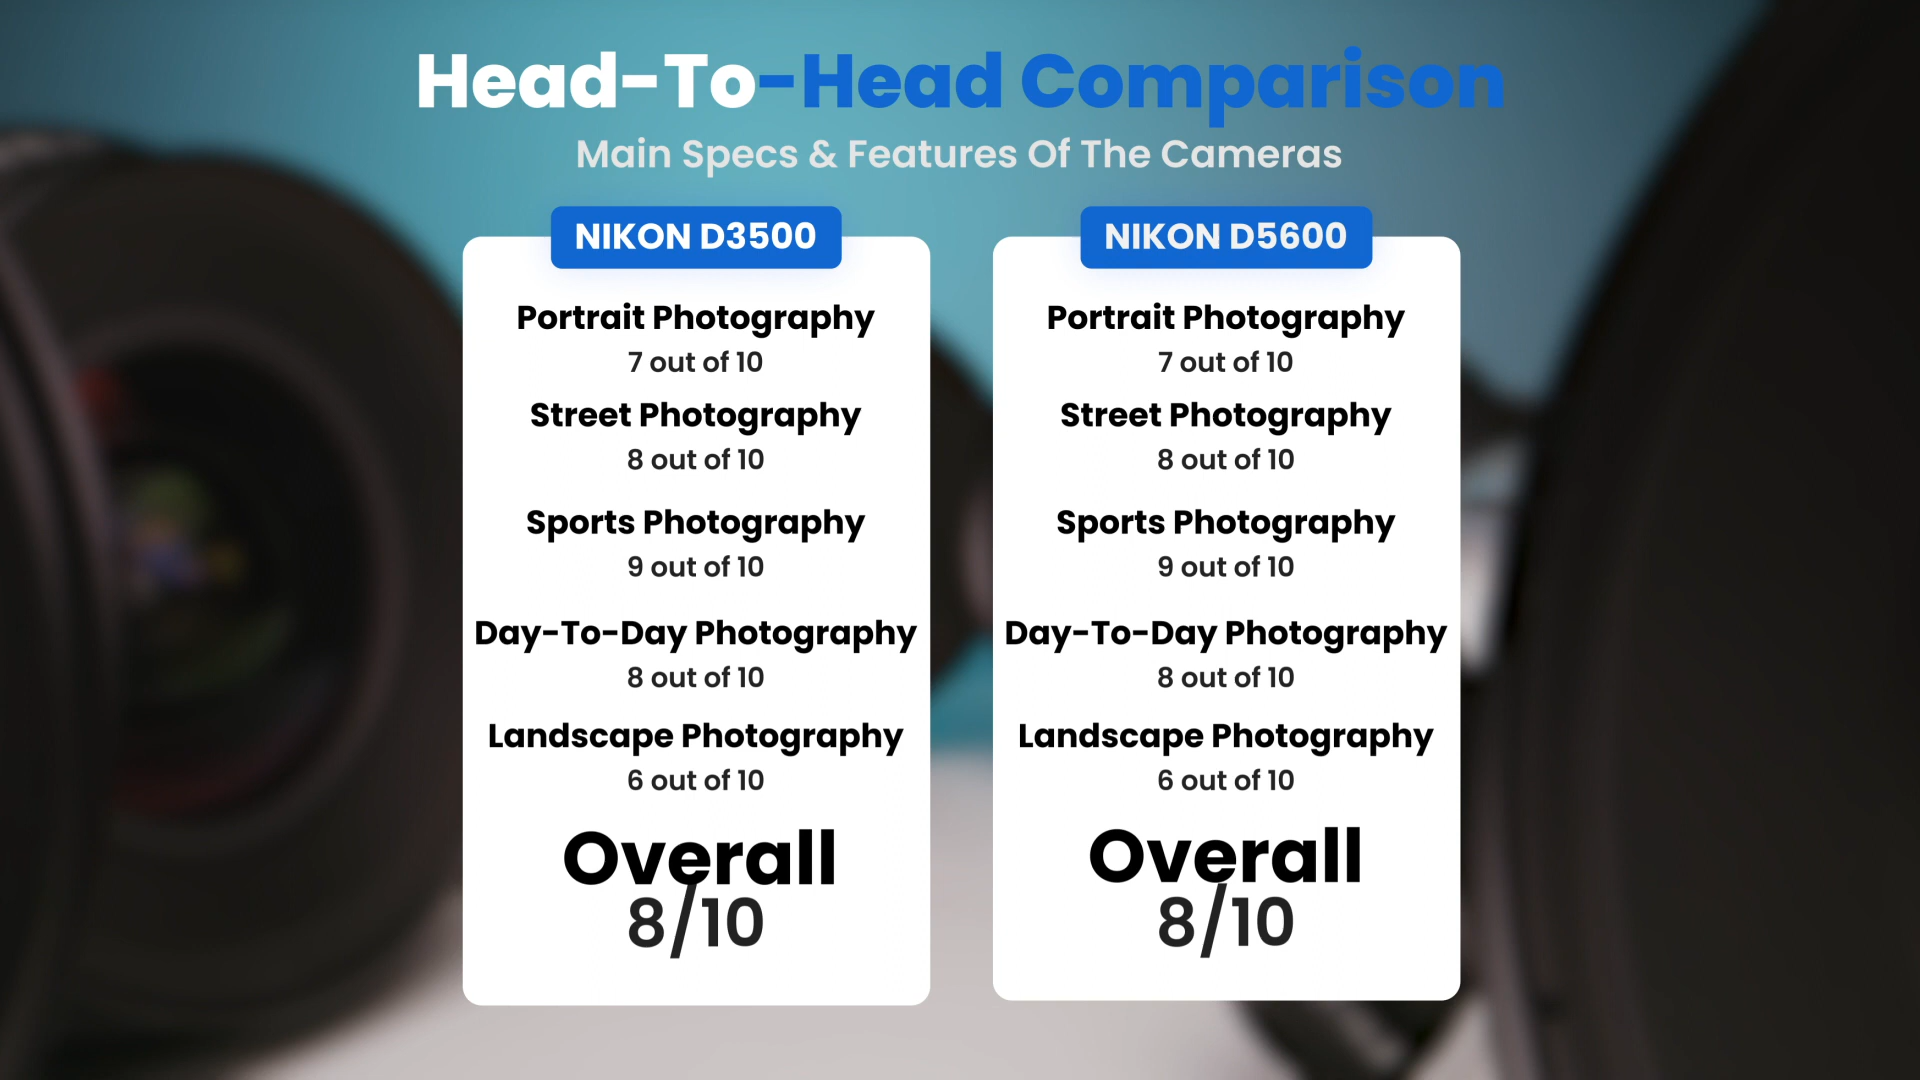 Head-To-Head Comparison
Main Specs & Features Of The Cameras
NIKON D3500
Portrait Photography
7 out of 10
Street Photography
8 out of 10
Sports Photography
9 out of 10
Day-To-Day Photography
8 out of 10
Landscape Photography
6 out of 10
Overall
8/10
NIKON D5600
Portrait Photography
7 out of 10
Street Photography
8 out of 10
Sports Photography
9 out of 10
Day-To-Day Photography
8 out of 10
Landscape Photography
6 out of 10
Overall
8/10